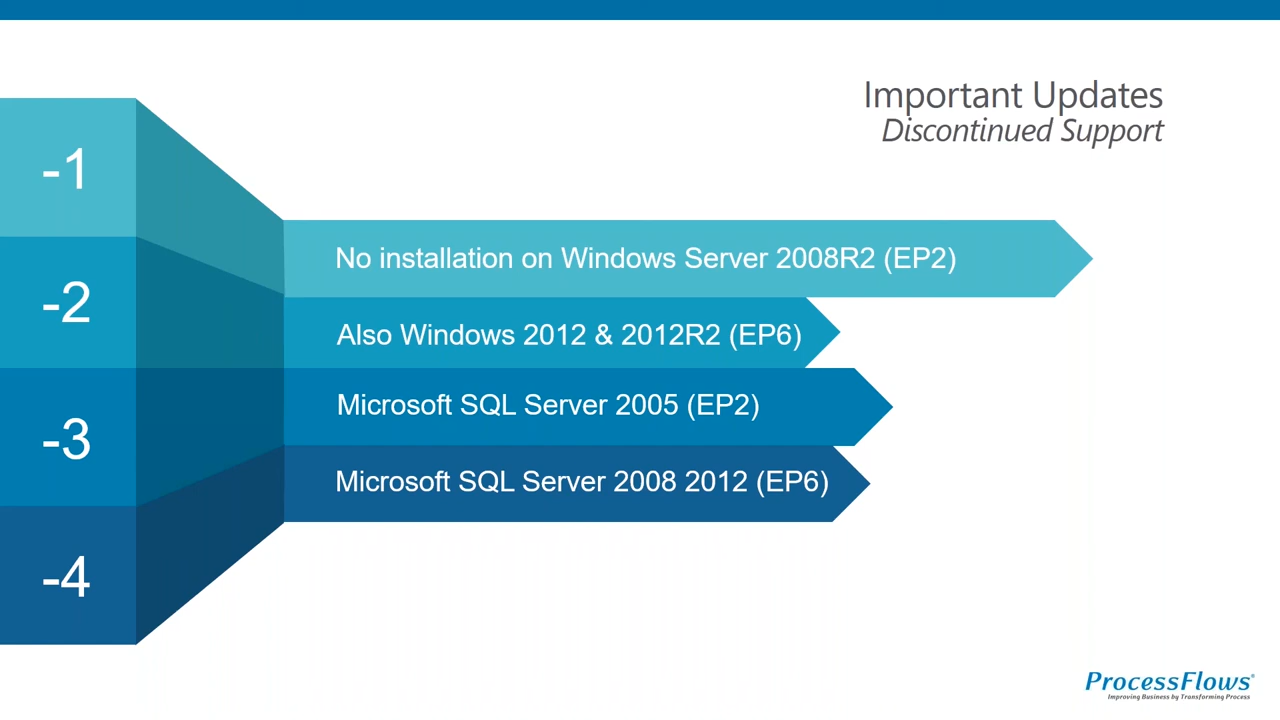 Important Updates
Discontinued Support
-1
No installation on Windows Server 2008R2 (EP2)
-2
Also Windows 2012 & 2012R2 (EP6)
-3
Microsoft SQL Server 2005 (EP2)
-4
Microsoft SQL Server 2008 2012 (EP6)
ProcessFlows®
Improving Business by Transforming Process